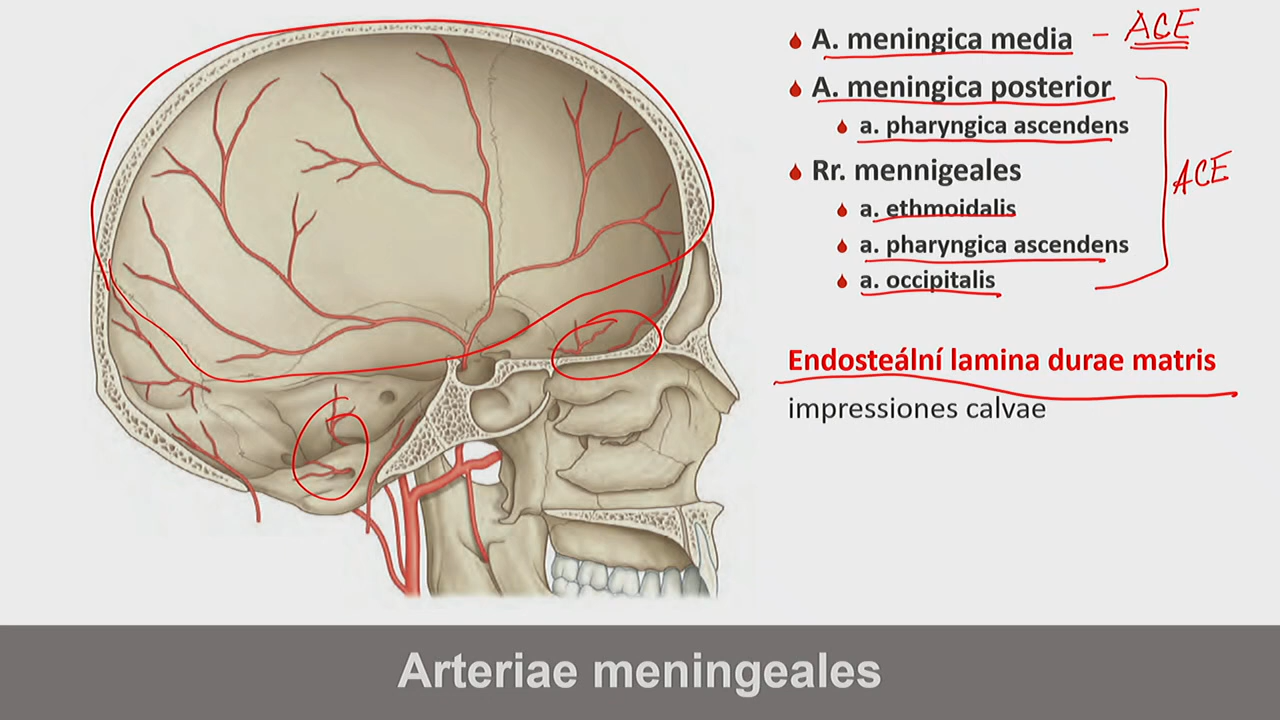 A. meningica media – ACE
A. meningica posterior
a. pharyngica ascendens
Rr. mennigeales
ACE
a. ethmoidalis
a. pharyngica ascendens
a. occipitalis
Endosteální lamina durae matris
impressiones calvae
Arteriae meningeales